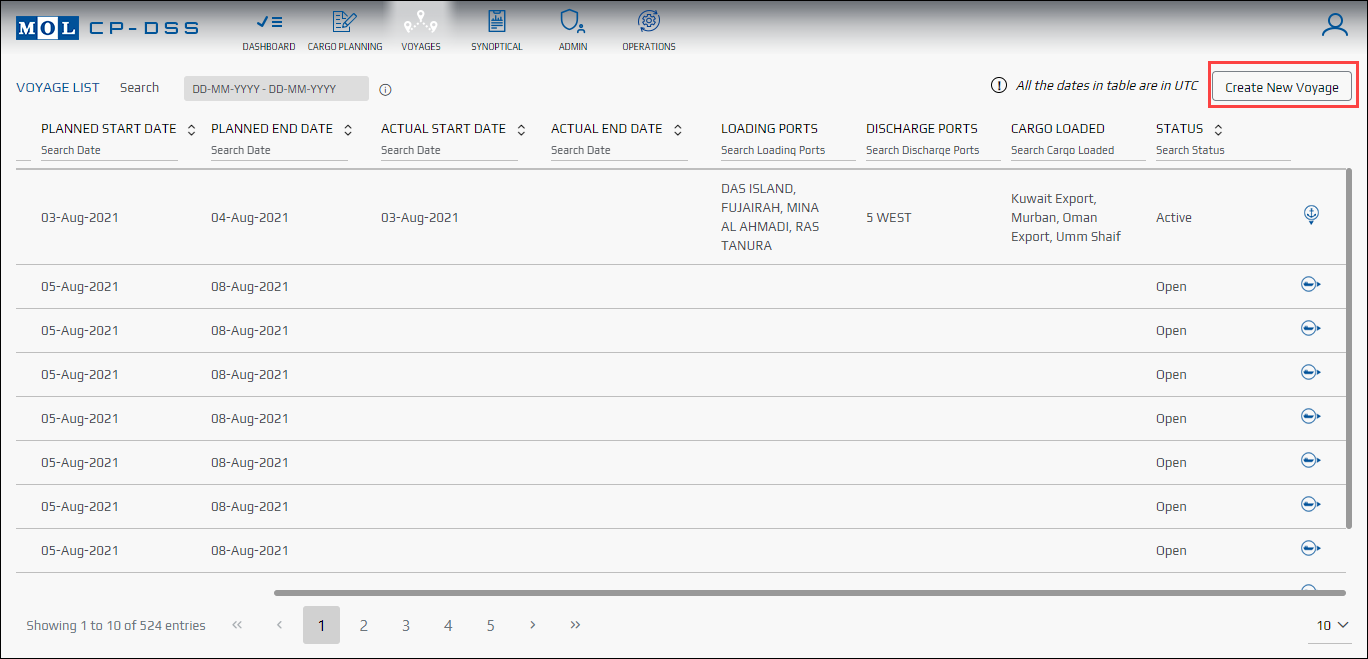 MOL CP-DSS
DASHBOARD CARGO PLANNING VOYAGES SYNOPTICAL ADMIN OPERATIONS
VOYAGE LIST Search DD-MM-YYYY - DD-MM-YYYY All the dates in table are in UTC Create New Voyage
PLANNED START DATE PLANNED END DATE ACTUAL START DATE ACTUAL END DATE LOADING PORTS DISCHARGE PORTS CARGO LOADED STATUS
Search Date Search Date Search Date Search Date Search Loading Ports Search Discharge Ports Search Cargo Loaded Search Status
03-Aug-2021 04-Aug-2021 03-Aug-2021
DAS ISLAND,
FUJAIRAH, MINA
AL AHMADI, RAS
TANURA
5 WEST
Kuwait Export,
Murban, Oman
Export, Umm Shaif
Active
05-Aug-2021 08-Aug-2021 Open
05-Aug-2021 08-Aug-2021 Open
05-Aug-2021 08-Aug-2021 Open
05-Aug-2021 08-Aug-2021 Open
05-Aug-2021 08-Aug-2021 Open
05-Aug-2021 08-Aug-2021 Open
05-Aug-2021 08-Aug-2021 Open
Showing 1 to 10 of 524 entries « ‹ 1 2 3 4 5 › » 10